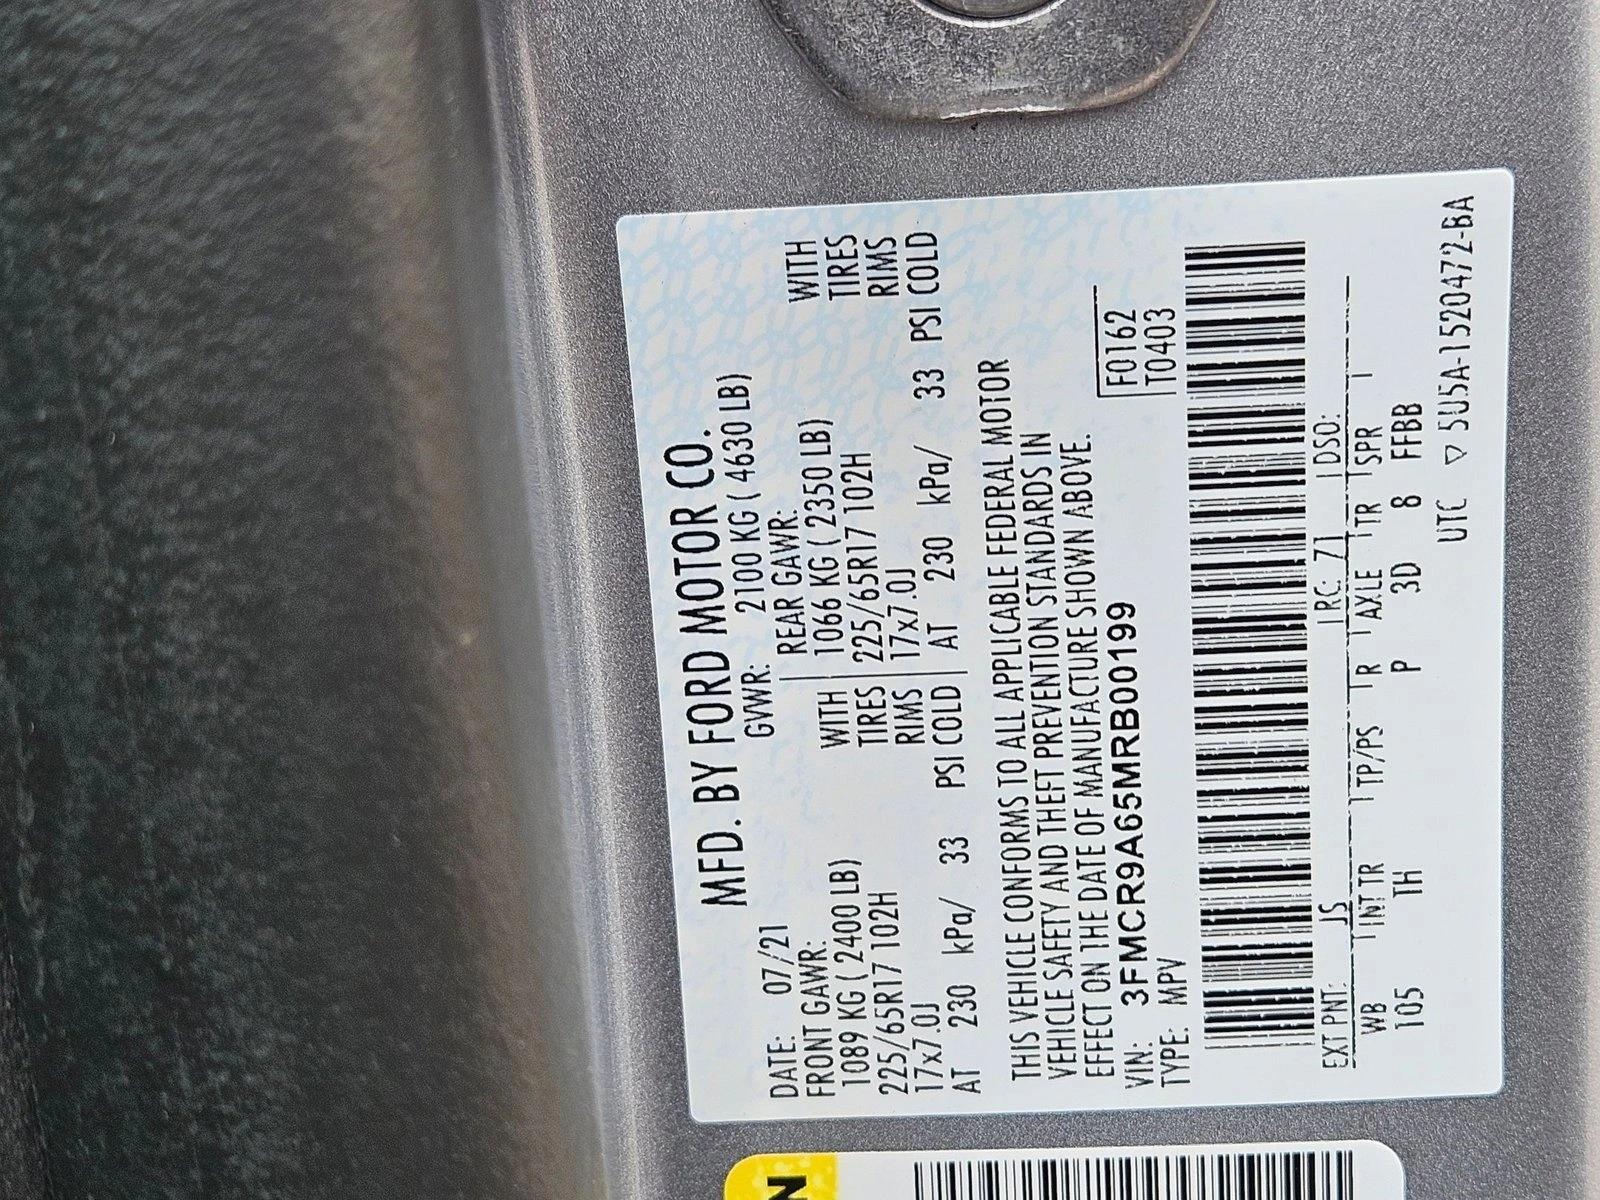 MFD. BY FORD MOTOR CO.
DATE: 07/21 GVWR: 2100 KG ( 4630 LB)
FRONT GAWR: REAR GAWR:
1089 KG ( 2400 LB) WITH 1066 KG ( 2350 LB) WITH
225/65R17 102H TIRES 225/65R17 102H TIRES
17x7.0J RIMS 17x7.0J RIMS
AT 230 kPa/ 33 PSI COLD AT 230 kPa/ 33 PSI COLD
THIS VEHICLE CONFORMS TO ALL APPLICABLE FEDERAL MOTOR
VEHICLE SAFETY AND THEFT PREVENTION STANDARDS IN
EFFECT ON THE DATE OF MANUFACTURE SHOWN ABOVE.
VIN: 3FMCR9A65MRB00199 F0162
TYPE: MPV T0403
EXT PNT: JS RC: 71 DSO:
WB INT TR TP/PS R AXLE TR SPR
105 TH P 3D 8 FFBB
UTC ▽ 5U5A-1520472-BA
N